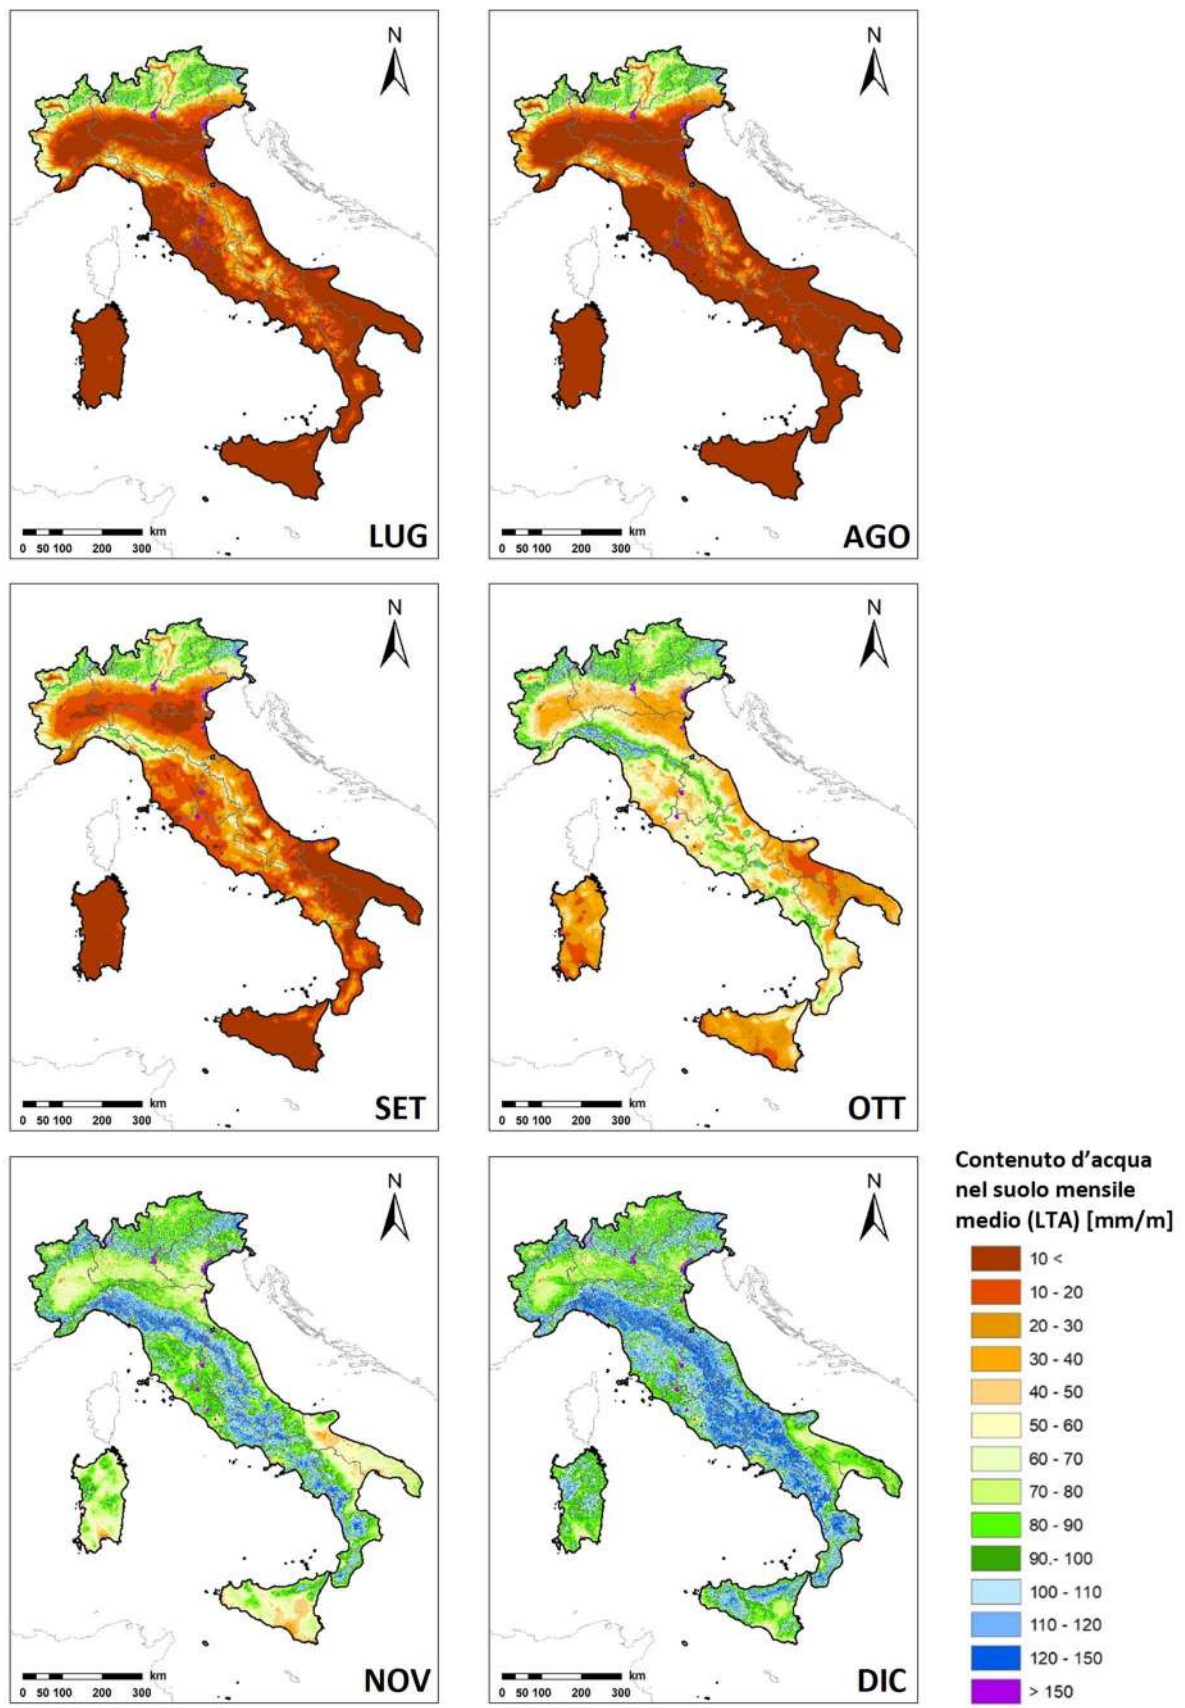 N
N
km
0 50 100 200 300
LUG
km
0 50 100 200 300
AGO
N
N
km
0 50 100 200 300
SET
km
0 50 100 200 300
OTT
N
N
km
0 50 100 200 300
NOV
km
0 50 100 200 300
DIC
Contenuto d'acqua
nel suolo mensile
medio (LTA) [mm/m]
10 <
10 - 20
20 - 30
30 - 40
40 - 50
50 - 60
60 - 70
70 - 80
80 - 90
90.- 100
100 - 110
110 - 120
120 - 150
> 150